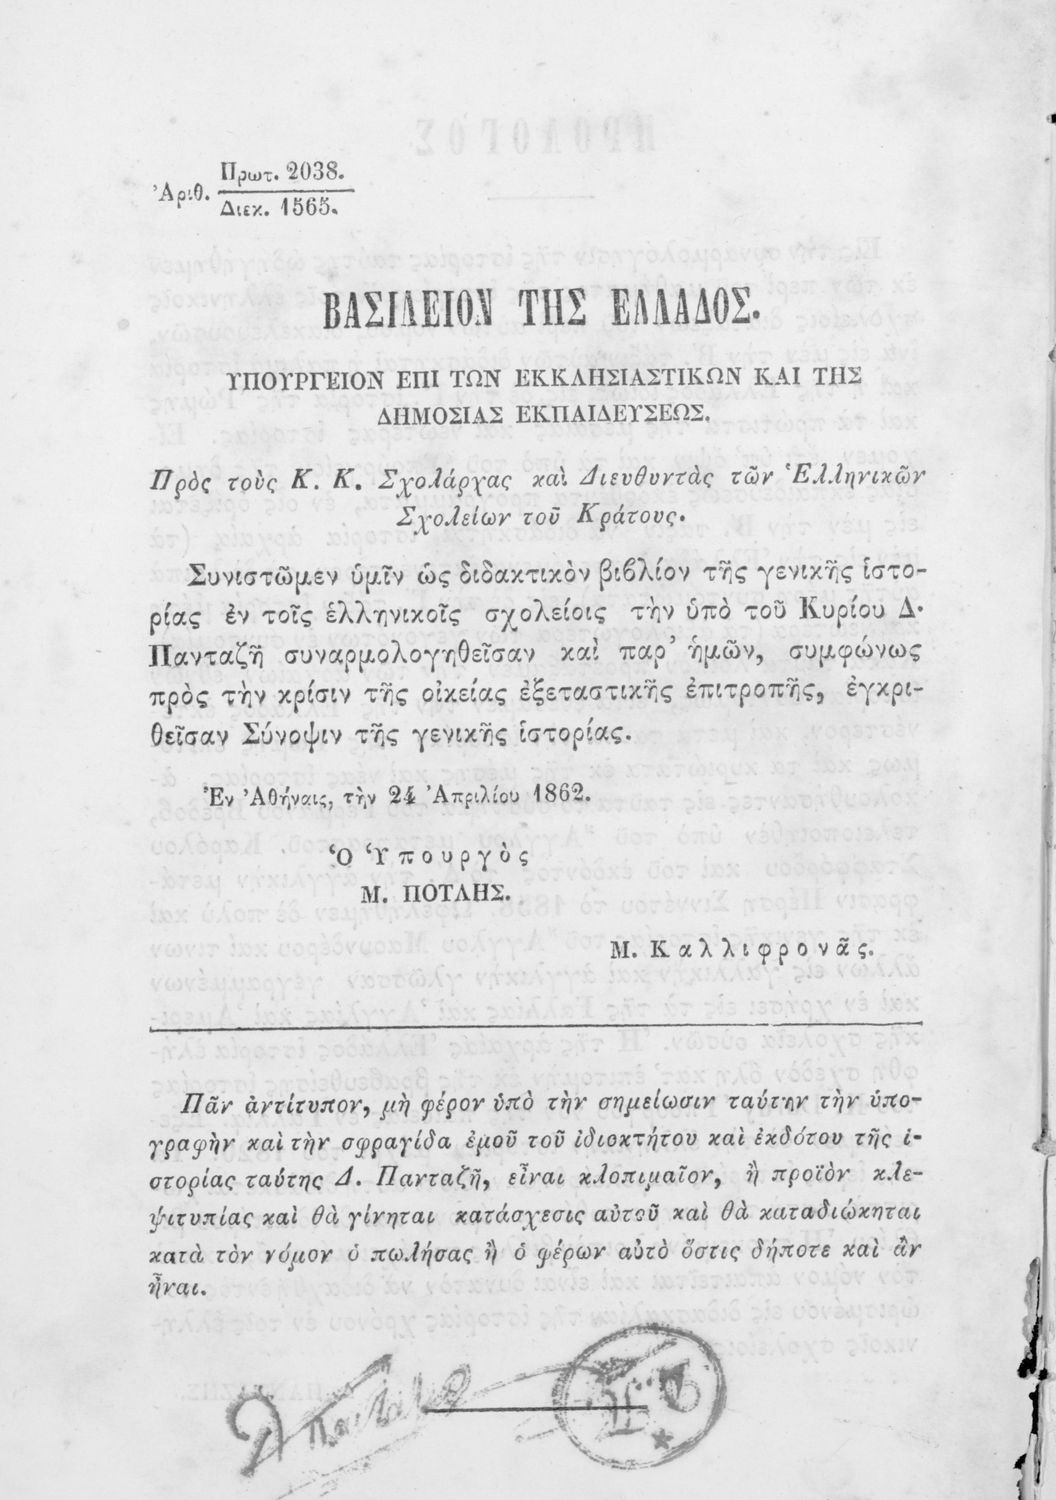 Ἀριθ. Πρωτ. 2038.
Διεκ. 1565.
ΒΑΣΙΛΕΙΟΝ ΤΗΣ ΕΛΛΑΔΟΣ.
ΥΠΟΥΡΓΕΙΟΝ ΕΠΙ ΤΩΝ ΕΚΚΛΗΣΙΑΣΤΙΚΩΝ ΚΑΙ ΤΗΣ
ΔΗΜΟΣΙΑΣ ΕΚΠΑΙΔΕΥΣΕΩΣ.
Πρὸς τοὺς Κ. Κ. Σχολάρχας καὶ Διευθυντὰς τῶν Ἑλληνικῶν
Σχολείων τοῦ Κράτους.
Συνιστῶμεν ὑμῖν ὡς διδακτικὸν βιβλίον τῆς γενικῆς ἱστο-
ρίας ἐν τοῖς ἑλληνικοῖς σχολείοις τὴν ὑπὸ τοῦ Κυρίου Δ.
Πανταζῆ συναρμολογηθεῖσαν καὶ παρ' ἡμῶν, συμφώνως
πρὸς τὴν κρίσιν τῆς οἰκείας ἐξεταστικῆς ἐπιτροπῆς, ἐγκρι-
θεῖσαν Σύνοψιν τῆς γενικῆς ἱστορίας.
Ἐν Ἀθήναις, τὴν 24 Ἀπριλίου 1862.
Ὁ Ὑπουργὸς
Μ. ΠΟΤΛΗΣ.
Μ. Καλλιφρονᾶς.
Πᾶν ἀντίτυπον, μὴ φέρον ὑπὸ τὴν σημείωσιν ταύτην τὴν ὑπο-
γραφὴν καὶ τὴν σφραγίδα ἐμοῦ τοῦ ἰδιοκτήτου καὶ ἐκδότου τῆς ἱ-
στορίας ταύτης Δ. Πανταζῆ, εἶναι κλοπιμαῖον, ἢ προϊὸν κλε-
ψιτυπίας καὶ θὰ γίνηται κατάσχεσις αὐτοῦ καὶ θὰ καταδιώκηται
κατὰ τὸν νόμον ὁ πωλήσας ἢ ὁ φέρων αὐτὸ ὅστις δήποτε καὶ ἂν
ᾖναι.